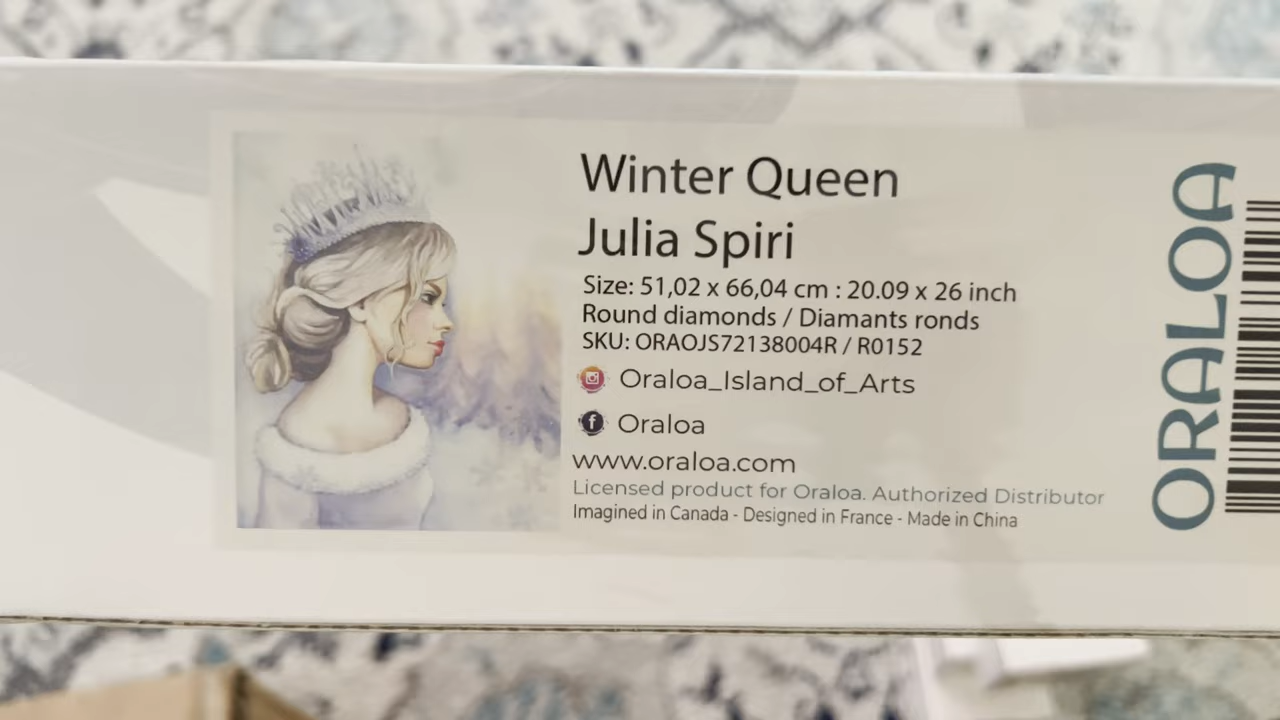 Winter Queen
Julia Spiri
Size: 51,02 x 66,04 cm : 20.09 x 26 inch
Round diamonds / Diamants ronds
SKU: ORAOJS72138004R / R0152
Oraloa_Island_of_Arts
Oraloa
www.oraloa.com
Licensed product for Oraloa. Authorized Distributor
Imagined in Canada - Designed in France - Made in China
ORALOA